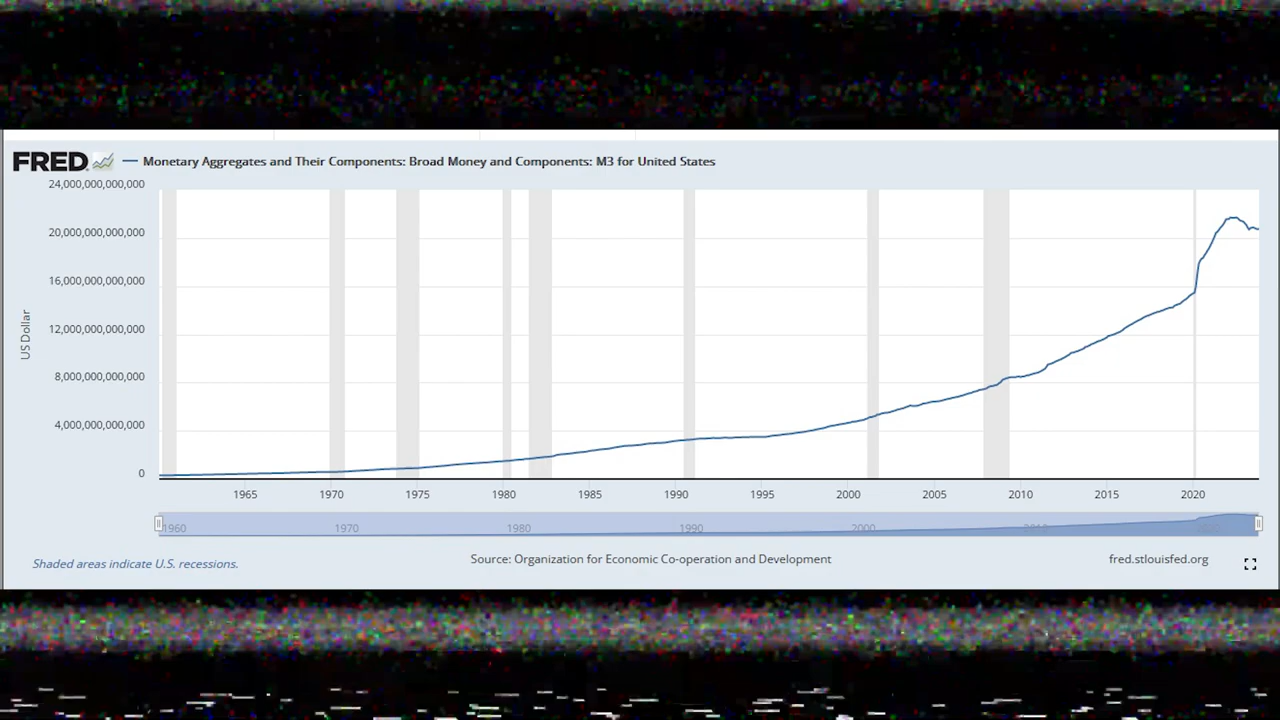 FRED — Monetary Aggregates and Their Components: Broad Money and Components: M3 for United States
24,000,000,000,000
20,000,000,000,000
16,000,000,000,000
12,000,000,000,000
8,000,000,000,000
4,000,000,000,000
0
US Dollar
1965 1970 1975 1980 1985 1990 1995 2000 2005 2010 2015 2020
1960 1970 1980 1990 2000 2010 2020
Shaded areas indicate U.S. recessions.
Source: Organization for Economic Co-operation and Development
fred.stlouisfed.org